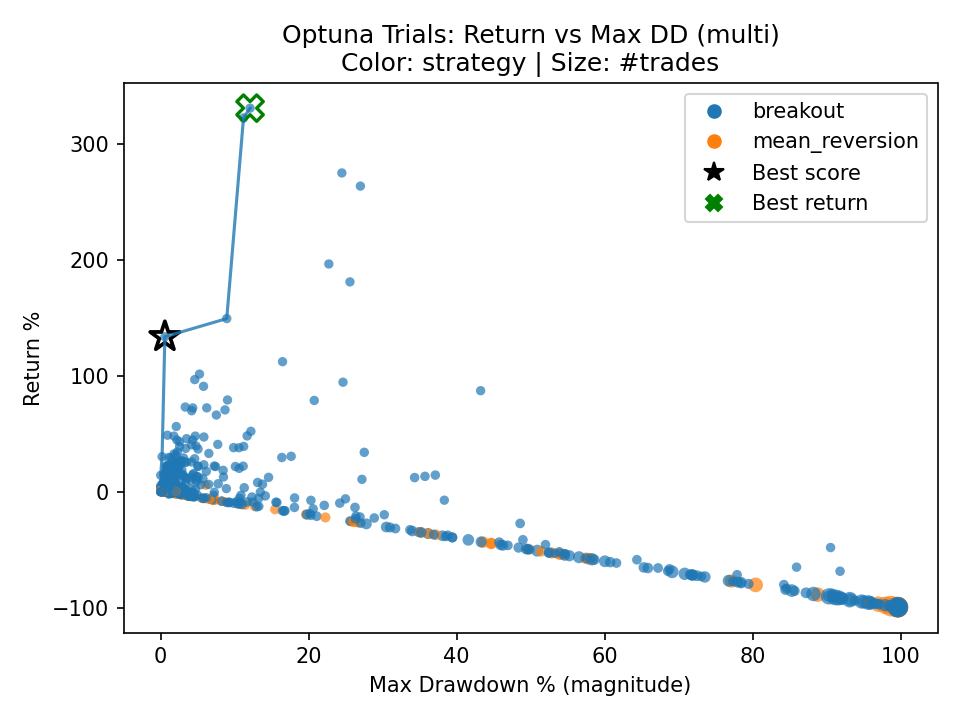 Optuna Trials: Return vs Max DD (multi)
Color: strategy | Size: #trades
breakout
mean_reversion
Best score
Best return
Return %
300
200
100
0
−100
0
20
40
60
80
100
Max Drawdown % (magnitude)